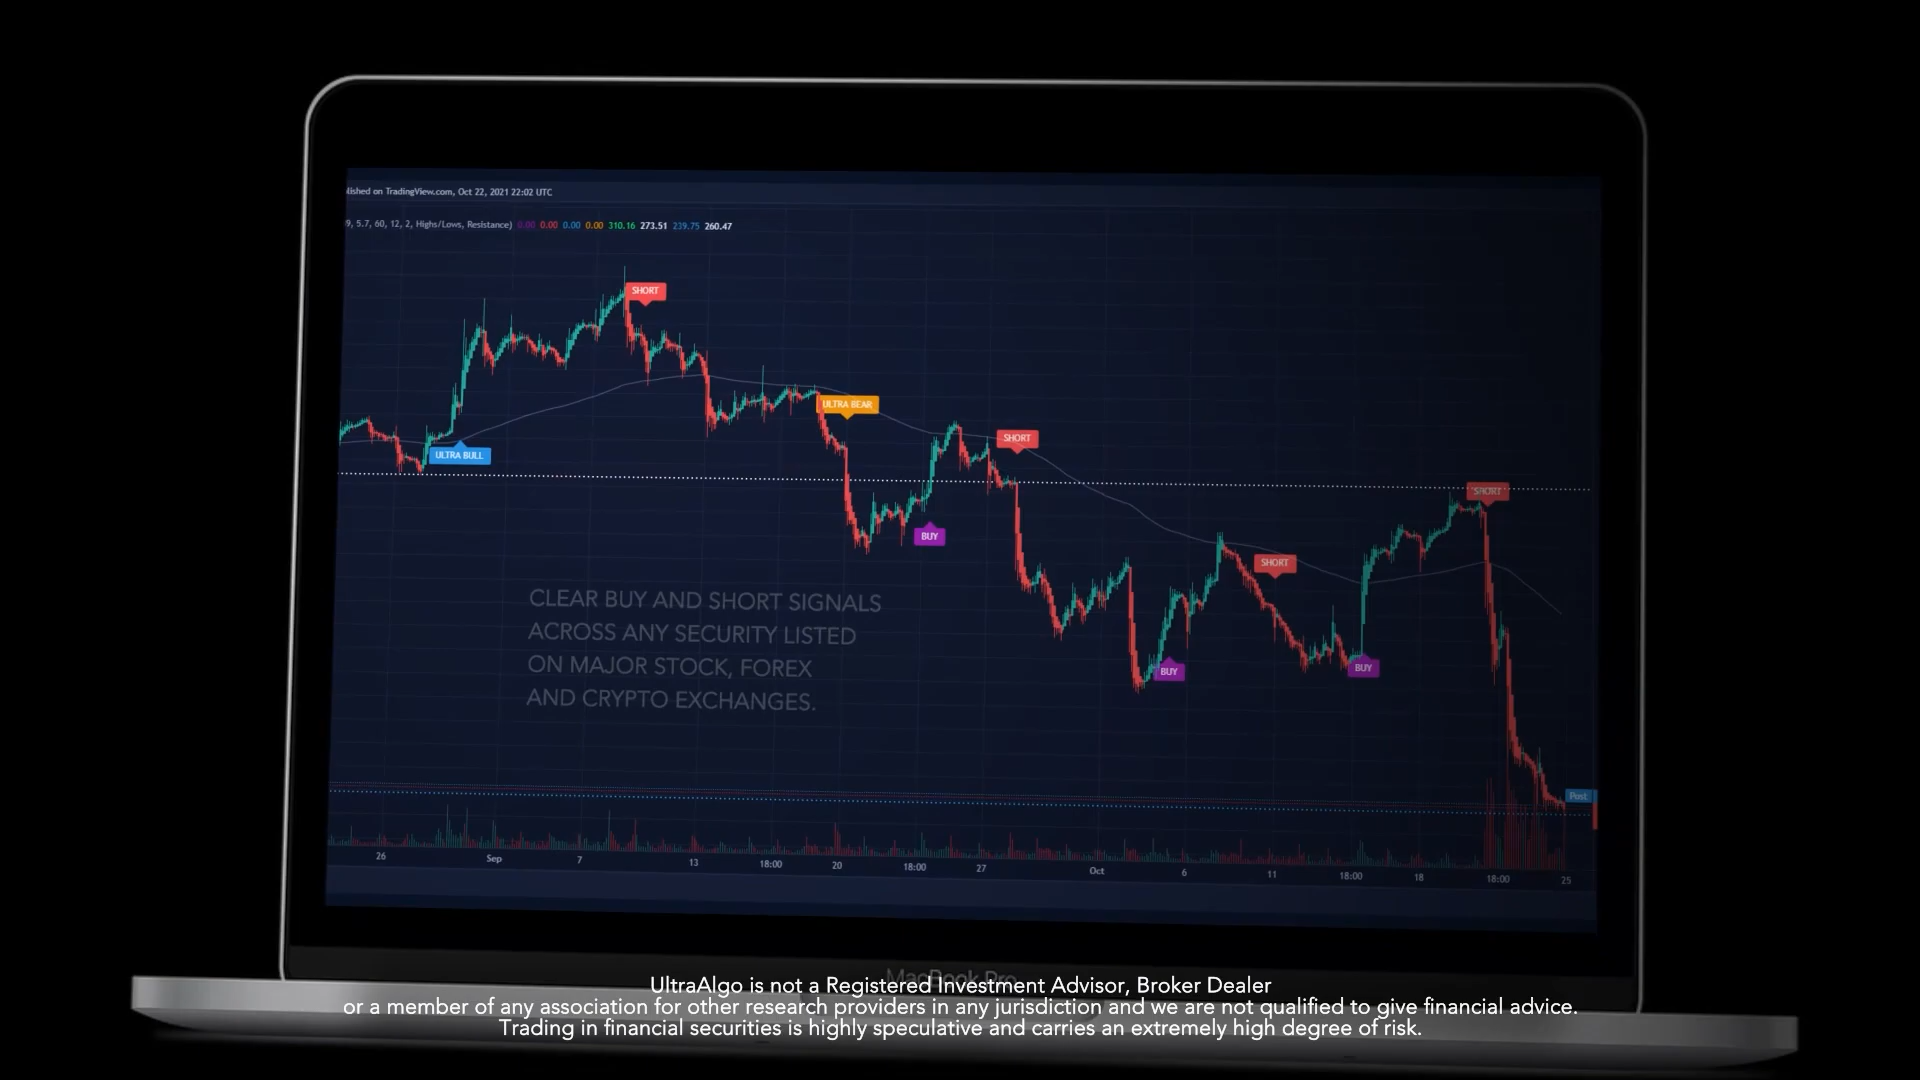 lished on TradingView.com, Oct 22, 2021 22:02 UTC
9, 5.7, 60, 12, 2, Highs/Lows, Resistance) 0.00 0.00 0.00 0.00 310.16 273.51 239.75 260.47
SHORT
ULTRA BEAR
SHORT
ULTRA BULL
SHORT
BUY
SHORT
CLEAR BUY AND SHORT SIGNALS
ACROSS ANY SECURITY LISTED
ON MAJOR STOCK, FOREX
AND CRYPTO EXCHANGES.
BUY
BUY
Post
26 Sep 7 13 18:00 20 18:00 27 Oct 6 11 18:00 18 18:00 25
MacBook Pro
UltraAlgo is not a Registered Investment Advisor, Broker Dealer
or a member of any association for other research providers in any jurisdiction and we are not qualified to give financial advice.
Trading in financial securities is highly speculative and carries an extremely high degree of risk.